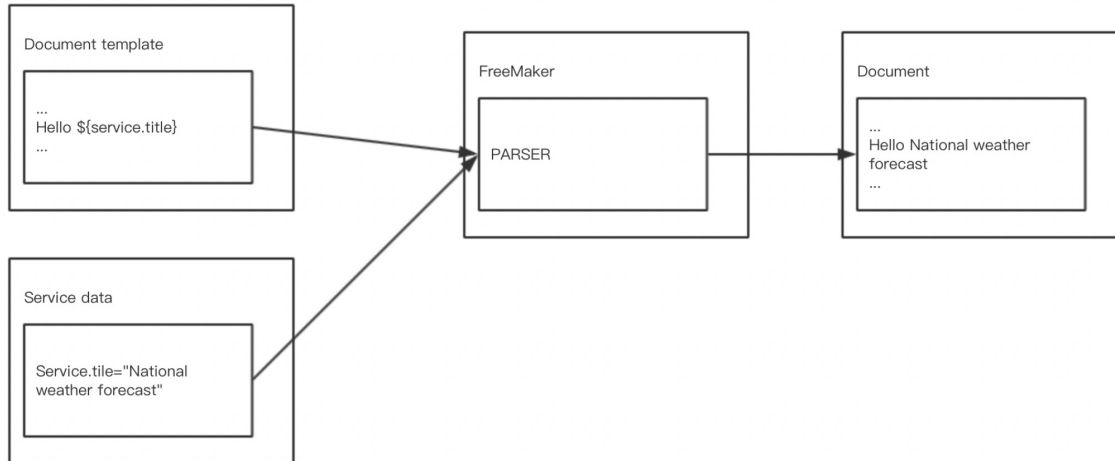 Document template
...
Hello ${service.title}
...
FreeMaker
PARSER
Document
...
Hello National weather
forecast
...
Service data
Service.tile="National
weather forecast"